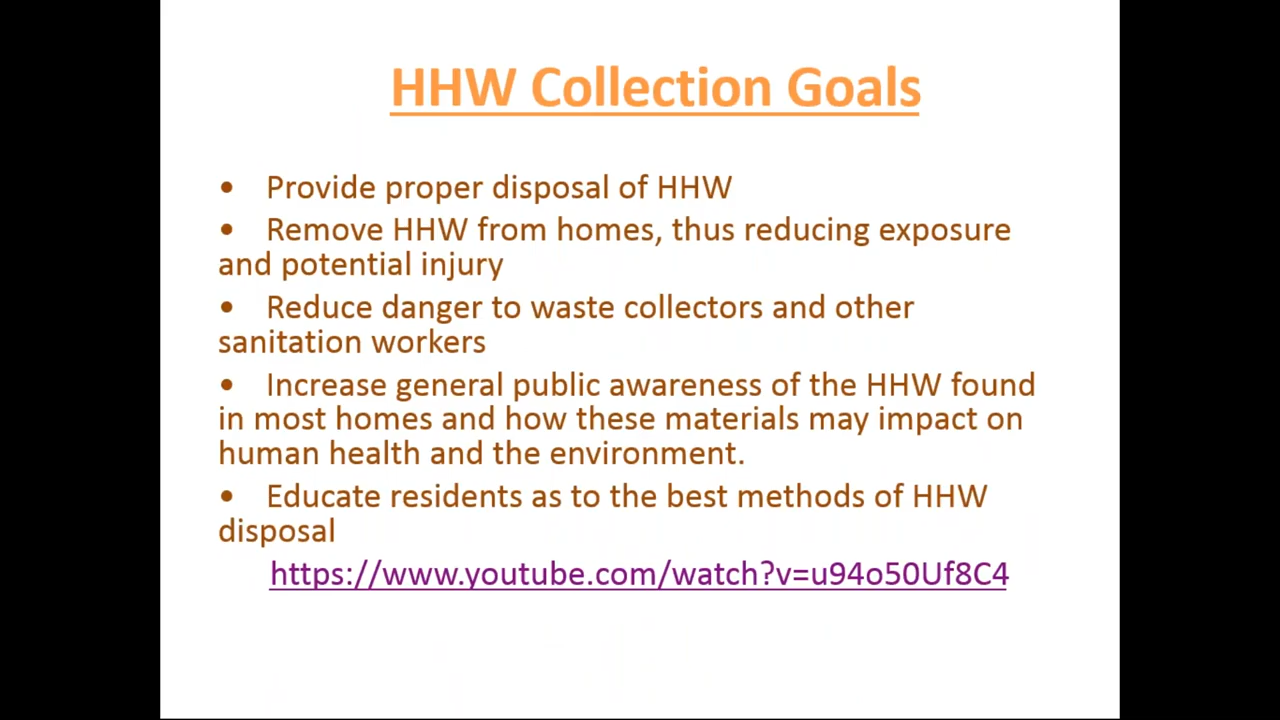 HHW Collection Goals
• Provide proper disposal of HHW
• Remove HHW from homes, thus reducing exposure
and potential injury
• Reduce danger to waste collectors and other
sanitation workers
• Increase general public awareness of the HHW found
in most homes and how these materials may impact on
human health and the environment.
• Educate residents as to the best methods of HHW
disposal
https://www.youtube.com/watch?v=u94o50Uf8C4